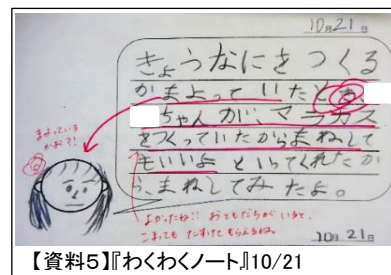 10月21日
きょうなにをつくる
かまよっていたとき、
ちゃんが、マラカス
をつくっていたからまねして
もいいよといってくれたか
ら、まねしてみたよ。
まよっている
かお?!
よかったね!! おともだちがいると、
こまっても たすけてもらえるね。
10月21日
【資料5】『わくわくノート』10/21